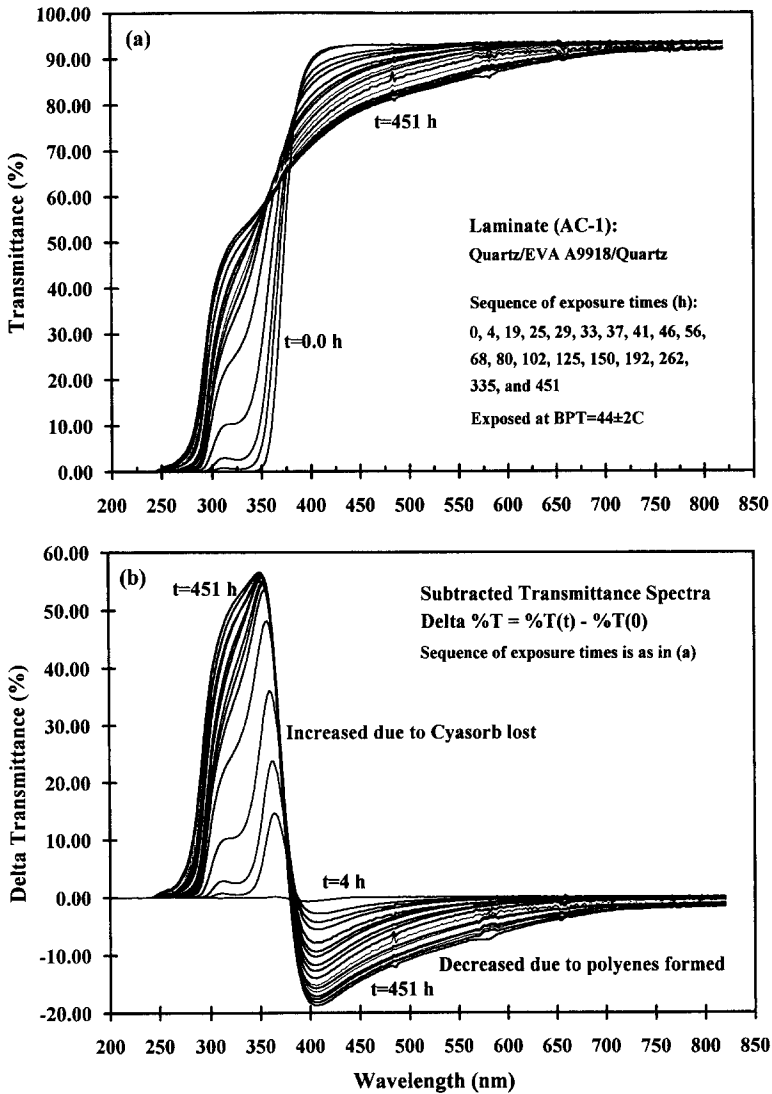 100.00
(a)
90.00
80.00
70.00
60.00
50.00
40.00
30.00
20.00
10.00
0.00
Transmittance (%)
t=451 h
t=0.0 h
Laminate (AC-1):
Quartz/EVA A9918/Quartz
Sequence of exposure times (h):
0, 4, 19, 25, 29, 33, 37, 41, 46, 56,
68, 80, 102, 125, 150, 192, 262,
335, and 451
Exposed at BPT=44±2C
200 250 300 350 400 450 500 550 600 650 700 750 800 850
60.00
(b)
50.00
40.00
30.00
20.00
10.00
0.00
-10.00
-20.00
Delta Transmittance (%)
t=451 h
Subtracted Transmittance Spectra
Delta %T = %T(t) - %T(0)
Sequence of exposure times is as in (a)
Increased due to Cyasorb lost
t=4 h
Decreased due to polyenes formed
t=451 h
200 250 300 350 400 450 500 550 600 650 700 750 800 850
Wavelength (nm)